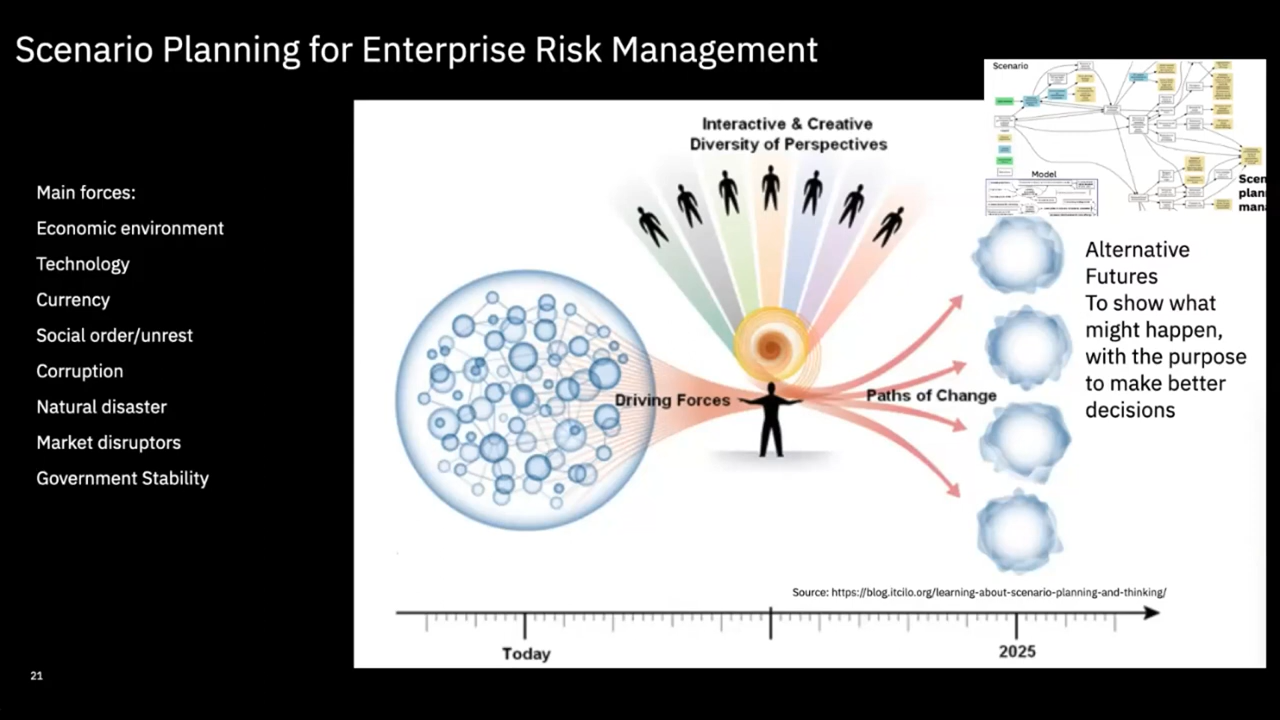 Scenario Planning for Enterprise Risk Management
Main forces:
Economic environment
Technology
Currency
Social order/unrest
Corruption
Natural disaster
Market disruptors
Government Stability
Interactive & Creative
Diversity of Perspectives
Driving Forces
Paths of Change
Scenario
Model
Scen
plan
mana
Alternative
Futures
To show what
might happen,
with the purpose
to make better
decisions
Source: https://blog.itcilo.org/learning-about-scenario-planning-and-thinking/
Today
2025
21